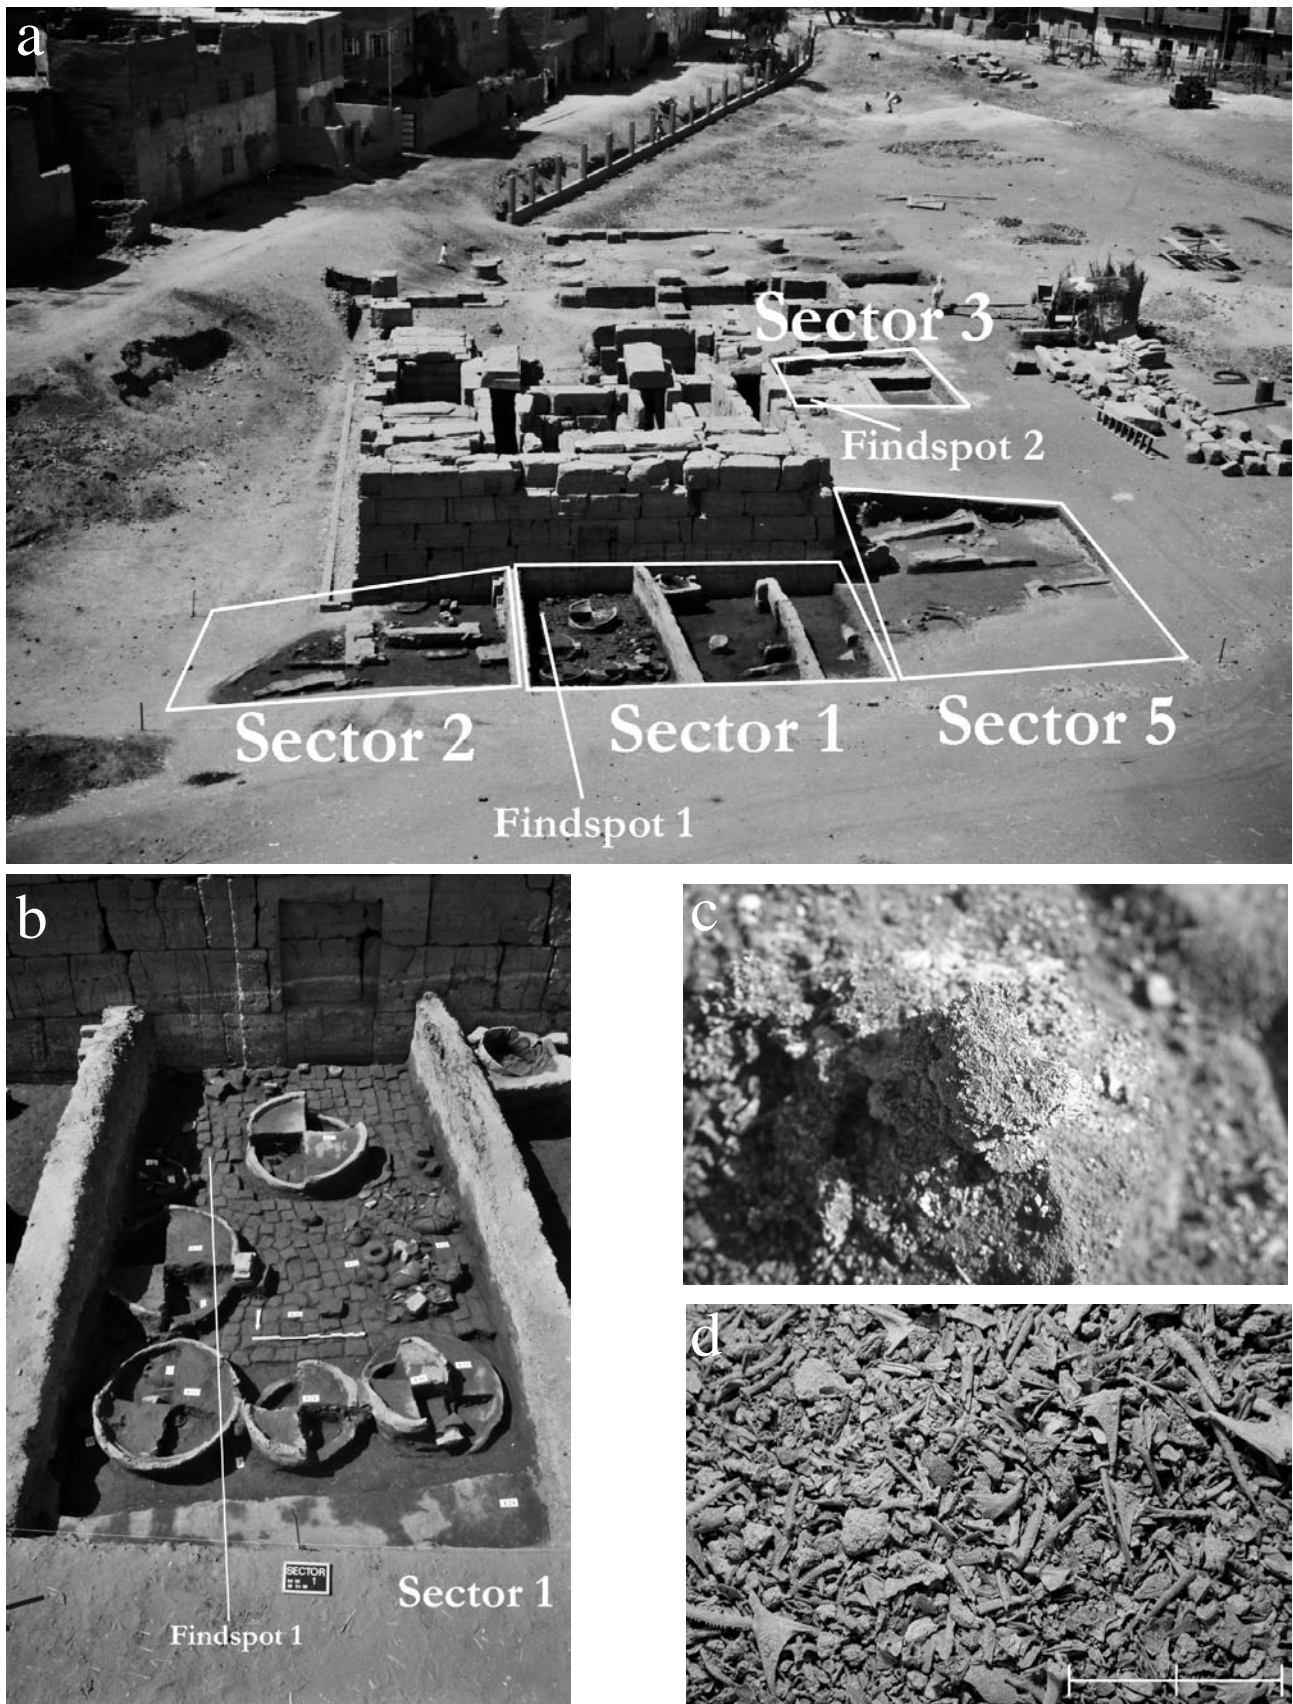 a
Sector 3
Findspot 2
Sector 2
Sector 1
Sector 5
Findspot 1
b
SECTOR
1
Sector 1
Findspot 1
c
d